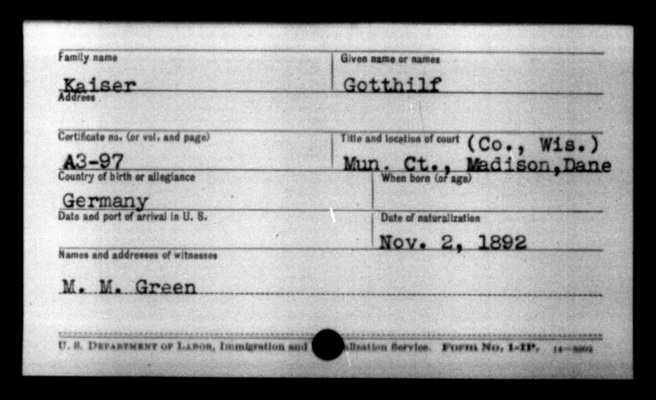 Family name
Given name or names
Kaiser
Gotthilf
Address
Certificate no. (or vol. and page)
Title and location of court (Co., Wis.)
A3-97
Mun. Ct., Madison,Dane
Country of birth or allegiance
When born (or age)
Germany
Date and port of arrival in U. S.
Date of naturalization
Nov. 2, 1892
Names and addresses of witnesses
M. M. Green
U. S. Department of Labor, Immigration and alization Service. Form No. 1-IP.